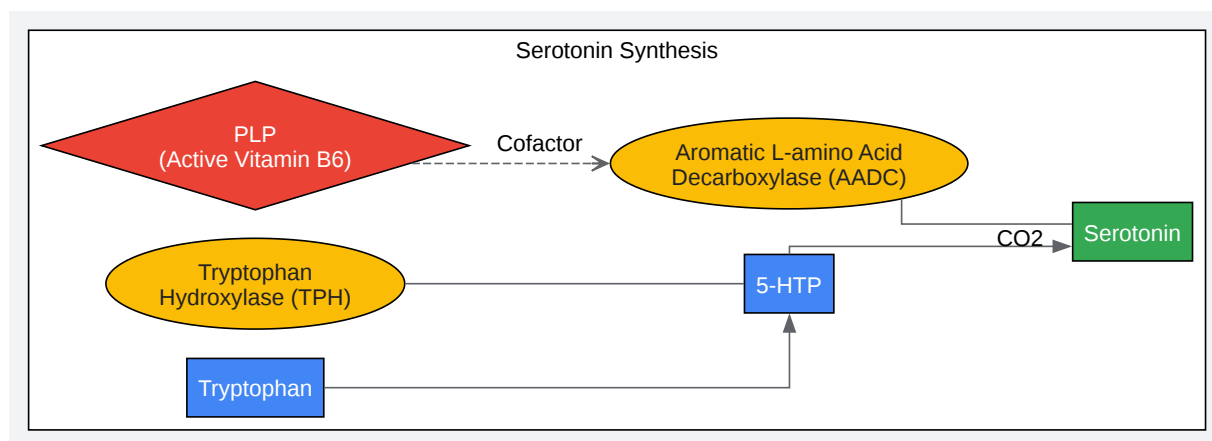 Serotonin Synthesis
PLP
(Active Vitamin B6)
Cofactor
Aromatic L-amino Acid
Decarboxylase (AADC)
Serotonin
CO2
Tryptophan
Hydroxylase (TPH)
5-HTP
Tryptophan